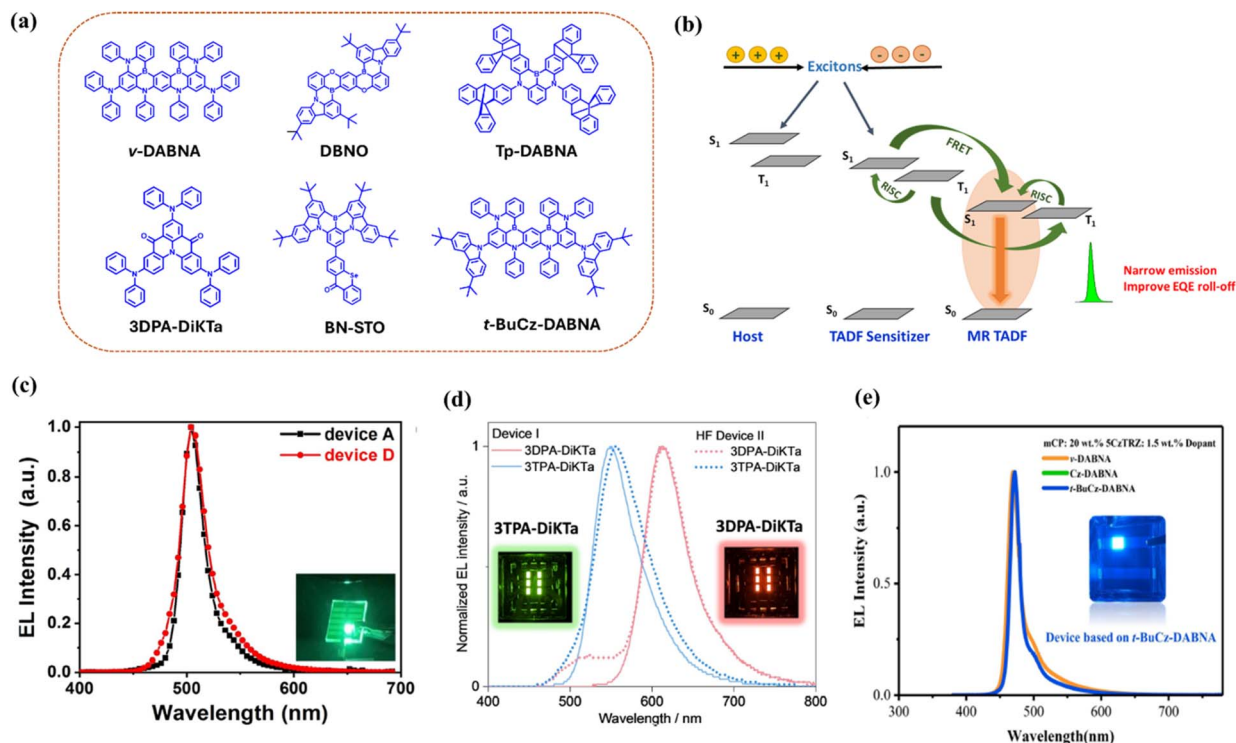 (a)
ν-DABNA
DBNO
Tp-DABNA
3DPA-DiKTa
BN-STO
t-BuCz-DABNA
(b)
+ + +
Excitons
- - -
S1
T1
S1
T1
FRET
RISC
RISC
S1
T1
Narrow emission
Improve EQE roll-off
S0
S0
S0
Host
TADF Sensitizer
MR TADF
(c)
EL Intensity (a.u.)
1.0
0.8
0.6
0.4
0.2
0.0
device A
device D
400 500 600 700
Wavelength (nm)
(d)
Normalized EL intensity / a.u.
1
0
Device I
3DPA-DiKTa
3TPA-DiKTa
HF Device II
3DPA-DiKTa
3TPA-DiKTa
3TPA-DiKTa
3DPA-DiKTa
400 500 600 700 800
Wavelength / nm
(e)
EL Intensity (a.u.)
1.0
0.5
0.0
mCP: 20 wt.% 5CzTRZ: 1.5 wt.% Dopant
ν-DABNA
Cz-DABNA
t-BuCz-DABNA
Device based on t-BuCz-DABNA
300 400 500 600 700
Wavelength(nm)